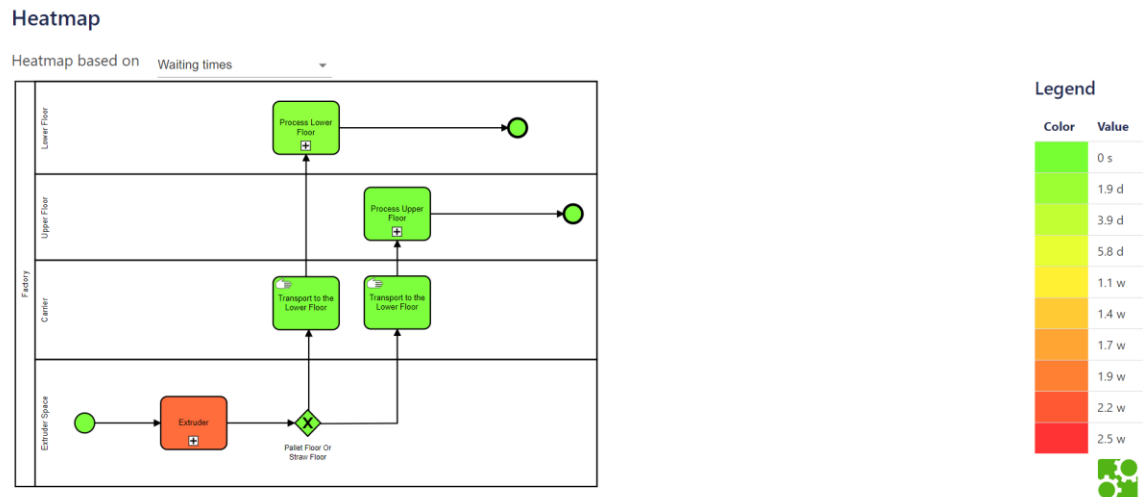 Heatmap
Heatmap based on Waiting times
Factory
Lower Floor
Process Lower
Floor
Upper Floor
Process Upper
Floor
Carrier
Transport to the
Lower Floor
Transport to the
Lower Floor
Extruder Space
Extruder
X
Pallet Floor Or
Straw Floor
Legend
Color Value
0 s
1.9 d
3.9 d
5.8 d
1.1 w
1.4 w
1.7 w
1.9 w
2.2 w
2.5 w